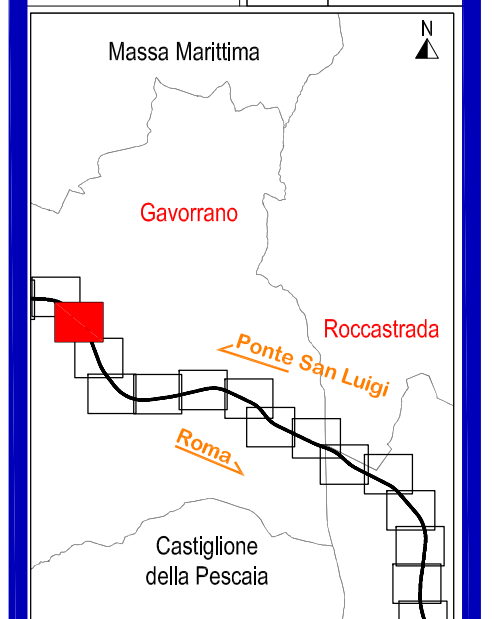 N
Massa Marittima
Gavorrano
Roccastrada
Ponte San Luigi
Roma
Castiglione
della Pescaia